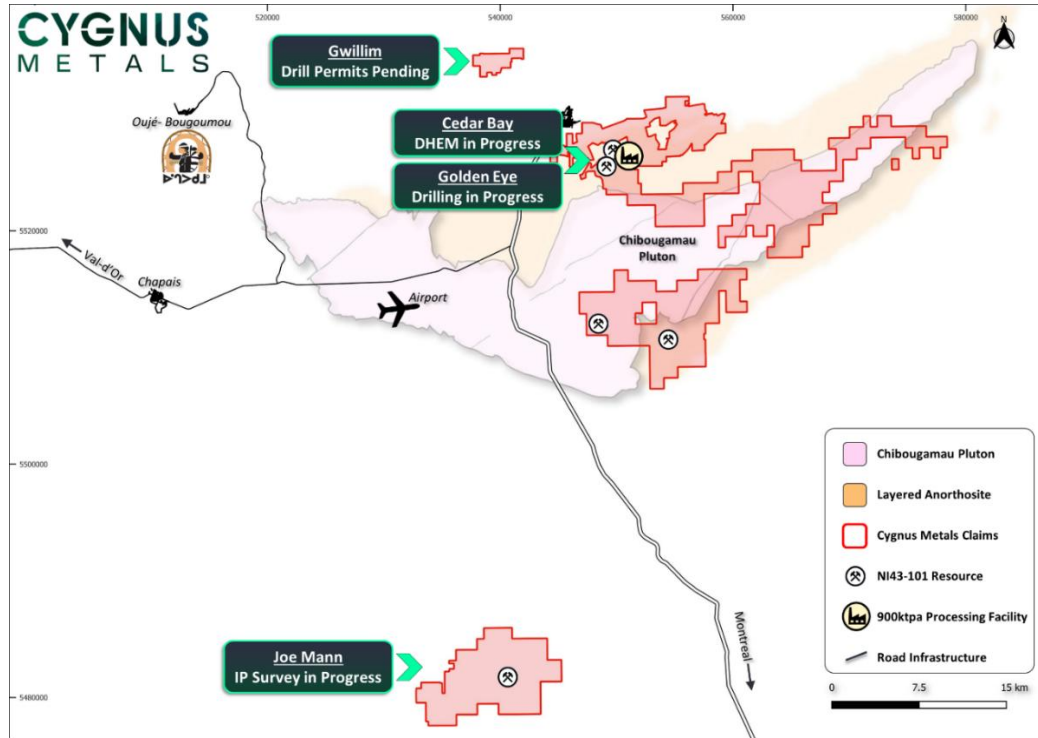 CYGNUS
METALS
520000
540000
560000
580000
Gwillim
Drill Permits Pending
Oujé- Bougoumou
Cedar Bay
DHEM in Progress
Golden Eye
Drilling in Progress
5520000
Val-d'Or
Chapais
Airport
Chibougamau
Pluton
5500000
Chibougamau Pluton
Layered Anorthosite
Cygnus Metals Claims
NI43-101 Resource
900ktpa Processing Facility
Road Infrastructure
0 7.5 15 km
Montreal
Joe Mann
IP Survey in Progress
5480000